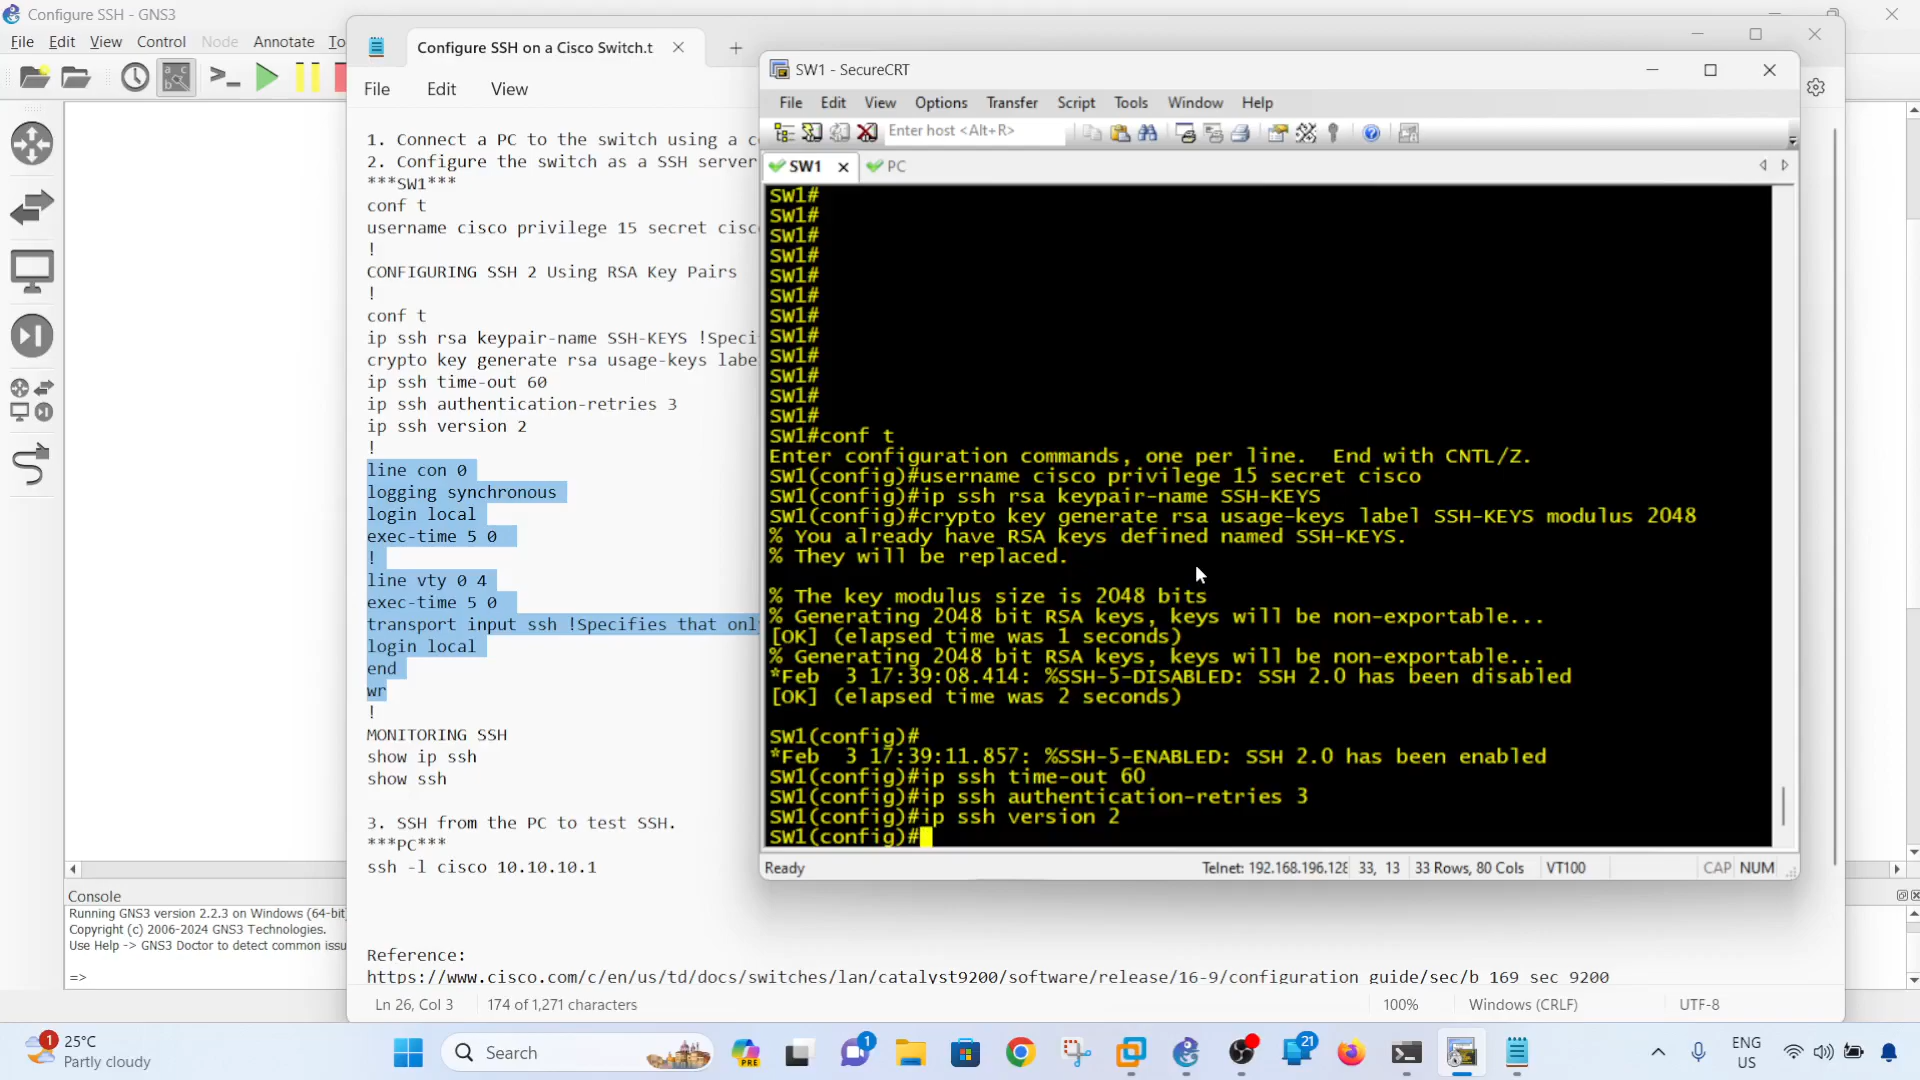 Configure SSH - GNS3
File Edit View Control Node Annotate To
Configure SSH on a Cisco Switch.t
File Edit View
1. Connect a PC to the switch using a c
2. Configure the switch as a SSH server
***SW1***
conf t
username cisco privilege 15 secret cisc
!
CONFIGURING SSH 2 Using RSA Key Pairs
!
conf t
ip ssh rsa keypair-name SSH-KEYS !Speci
crypto key generate rsa usage-keys labe
ip ssh time-out 60
ip ssh authentication-retries 3
ip ssh version 2
!
line con 0
logging synchronous
login local
exec-time 5 0
!
line vty 0 4
exec-time 5 0
transport input ssh !Specifies that onl
login local
end
wr
!
MONITORING SSH
show ip ssh
show ssh
3. SSH from the PC to test SSH.
***PC***
ssh -l cisco 10.10.10.1
Reference:
https://www.cisco.com/c/en/us/td/docs/switches/lan/catalyst9200/software/release/16-9/configuration guide/sec/b 169 sec 9200
Ln 26, Col 3 174 of 1,271 characters 100% Windows (CRLF) UTF-8
SW1 - SecureCRT
File Edit View Options Transfer Script Tools Window Help
Enter host <Alt+R>
SW1 PC
SW1#
SW1#
SW1#
SW1#
SW1#
SW1#
SW1#
SW1#
SW1#
SW1#
SW1#
SW1#
SW1#conf t
Enter configuration commands, one per line. End with CNTL/Z.
SW1(config)#username cisco privilege 15 secret cisco
SW1(config)#ip ssh rsa keypair-name SSH-KEYS
SW1(config)#crypto key generate rsa usage-keys label SSH-KEYS modulus 2048
% You already have RSA keys defined named SSH-KEYS.
% They will be replaced.
% The key modulus size is 2048 bits
% Generating 2048 bit RSA keys, keys will be non-exportable...
[OK] (elapsed time was 1 seconds)
% Generating 2048 bit RSA keys, keys will be non-exportable...
*Feb 3 17:39:08.414: %SSH-5-DISABLED: SSH 2.0 has been disabled
[OK] (elapsed time was 2 seconds)
SW1(config)#
*Feb 3 17:39:11.857: %SSH-5-ENABLED: SSH 2.0 has been enabled
SW1(config)#ip ssh time-out 60
SW1(config)#ip ssh authentication-retries 3
SW1(config)#ip ssh version 2
SW1(config)#
Ready Telnet: 192.168.196.128 33, 13 33 Rows, 80 Cols VT100 CAP NUM
Console
Running GNS3 version 2.2.3 on Windows (64-bit)
Copyright (c) 2006-2024 GNS3 Technologies.
Use Help -> GNS3 Doctor to detect common issu
=>
1
25°C
Partly cloudy
Search
PRE
1
21
ENG
US